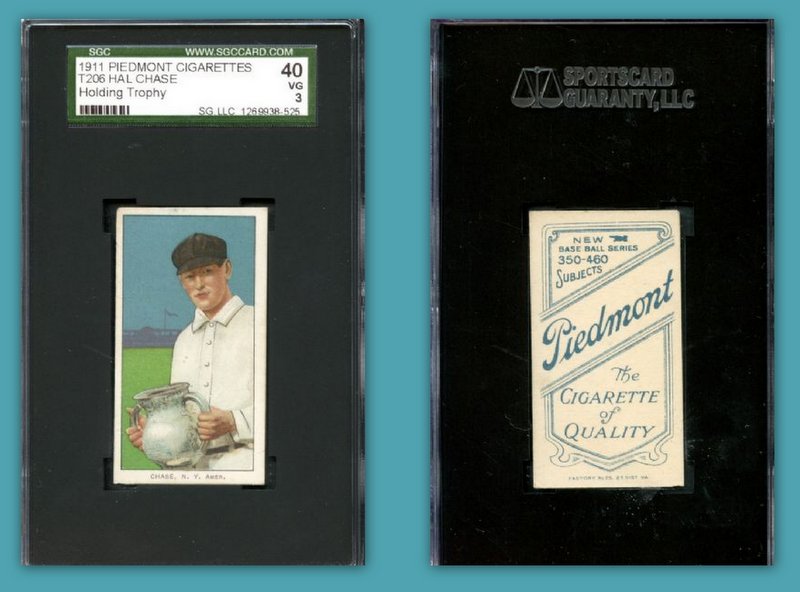 SGC WWW.SGCCARD.COM
1911 PIEDMONT CIGARETTES
T206 HAL CHASE
Holding Trophy
40
VG
3
SG, LLC 1269938-525
CHASE, N. Y. AMER.
SPORTSCARD
GUARANTY, LLC
NEW
BASE BALL SERIES
350-460
SUBJECTS
Piedmont
The
CIGARETTE
of
QUALITY
FACTORY No 25, 2ND DIST. VA.